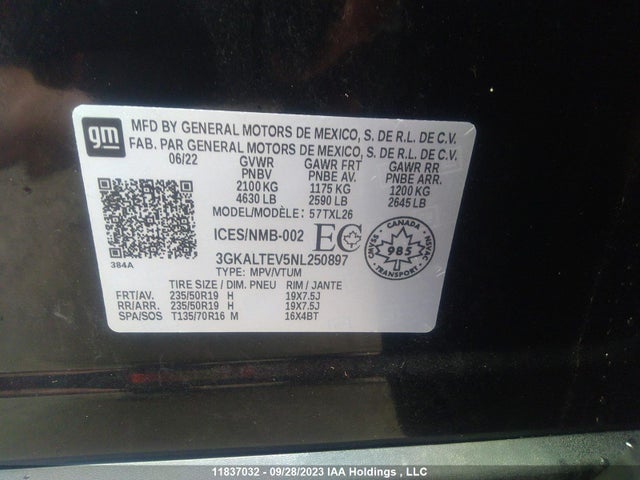 gm
MFD BY GENERAL MOTORS DE MEXICO, S. DE R.L. DE C.V.
FAB. PAR GENERAL MOTORS DE MEXICO, S. DE R.L. DE C.V.
06/22 GVWR GAWR FRT GAWR RR
PNBV PNBE AV. PNBE ARR.
2100 KG 1175 KG 1200 KG
4630 LB 2590 LB 2645 LB
MODEL/MODÈLE: 57TXL26
ICES/NMB-002 EC
CANADA
985
NSVAC
SVNAC
3GKALTEV5NL250897
384A
TYPE: MPV/VTUM
TIRE SIZE / DIM. PNEU RIM / JANTE
FRT/AV. 235/50R19 H 19X7.5J
RR/ARR. 235/50R19 H 19X7.5J
SPA/SOS T135/70R16 M 16X4BT
11837032 - 09/28/2023 IAA Holdings , LLC